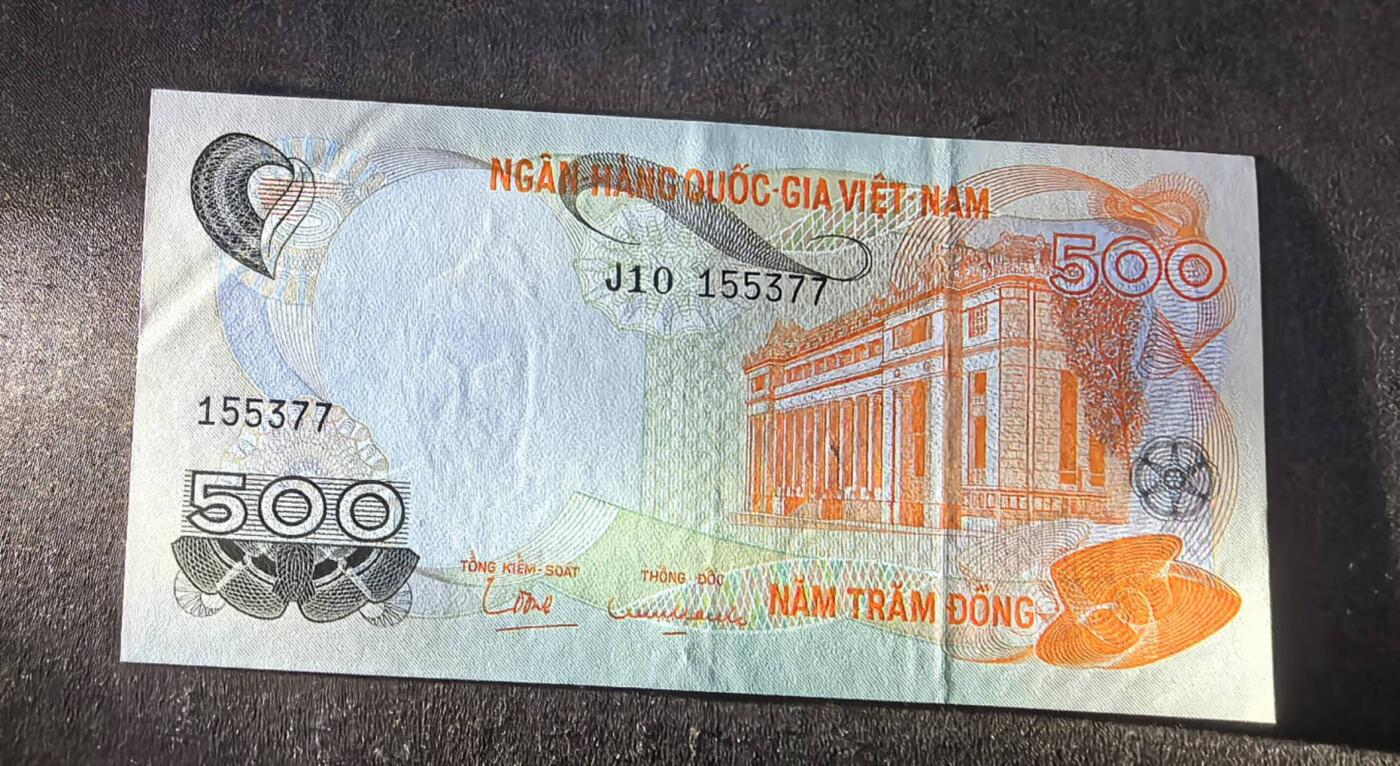 NGÂN HÀNG QUỐC-GIA VIỆT-NAM
500
J10 155377
155377
500
TỔNG KIỂM-SOÁT
THỐNG ĐỐC
NĂM TRĂM ĐỒNG